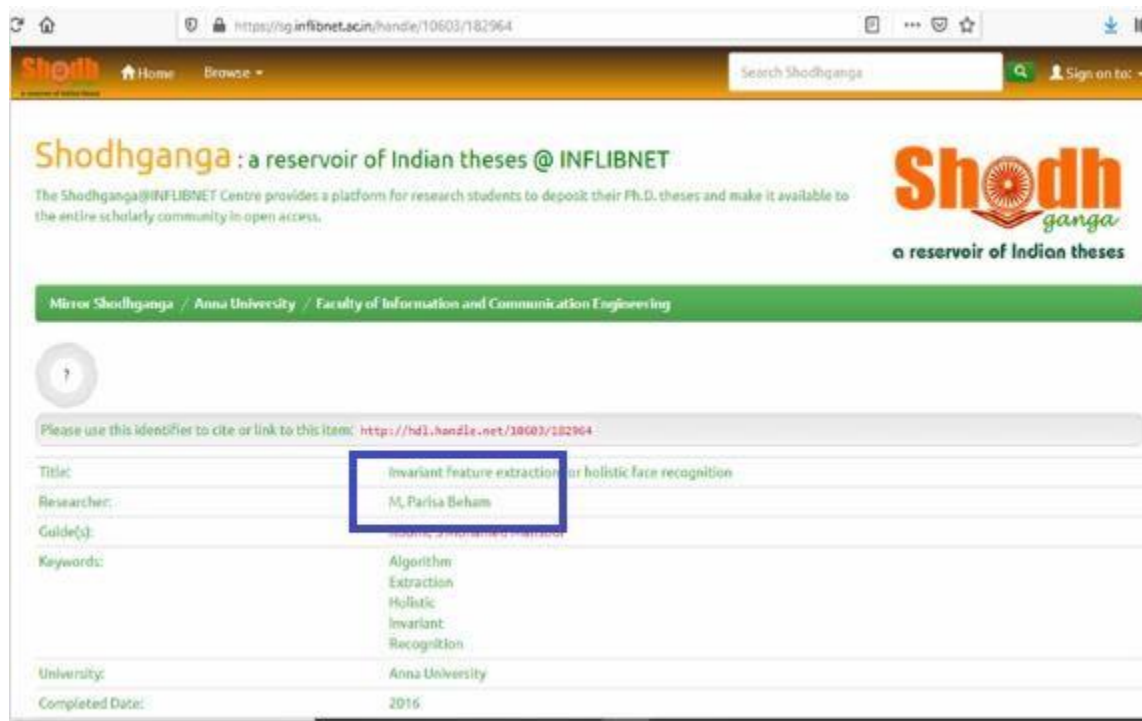 https://sg.inflibnet.ac.in/handle/10603/182964
Shodh Home Browse Search Shodhganga Sign on to:
a reservoir of Indian theses
Shodhganga : a reservoir of Indian theses @ INFLIBNET
The Shodhganga@INFLIBNET Centre provides a platform for research students to deposit their Ph.D. theses and make it available to
the entire scholarly community in open access.
Shodh
ganga
a reservoir of Indian theses
Mirror Shodhganga / Anna University / Faculty of Information and Communication Engineering
?
Please use this identifier to cite or link to this item: http://hdl.handle.net/10603/182964
Title: Invariant feature extraction for holistic face recognition
Researcher: M, Parisa Beham
Guide(s): Mohamed
Keywords: Algorithm
Extraction
Holistic
Invariant
Recognition
University: Anna University
Completed Date: 2016